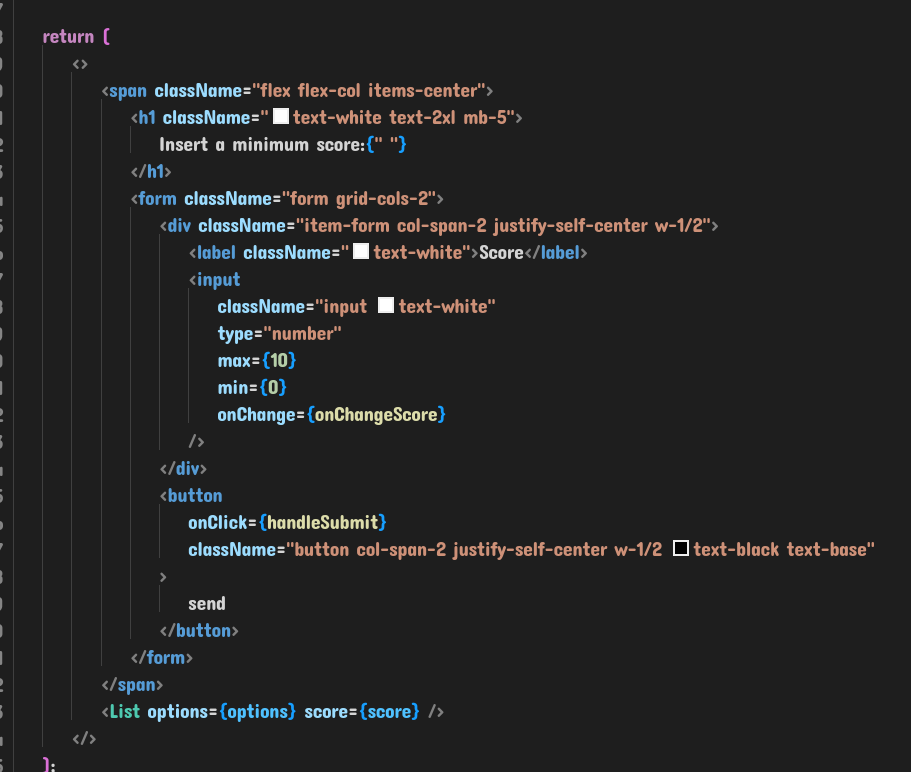 return (
<>
<span className="flex flex-col items-center">
<h1 className="text-white text-2xl mb-5">
Insert a minimum score:{" "}
</h1>
<form className="form grid-cols-2">
<div className="item-form col-span-2 justify-self-center w-1/2">
<label className="text-white">Score</label>
<input
className="input text-white"
type="number"
max={10}
min={0}
onChange={onChangeScore}
/>
</div>
<button
onClick={handleSubmit}
className="button col-span-2 justify-self-center w-1/2 text-black text-base"
>
send
</button>
</form>
</span>
<List options={options} score={score} />
</>
);